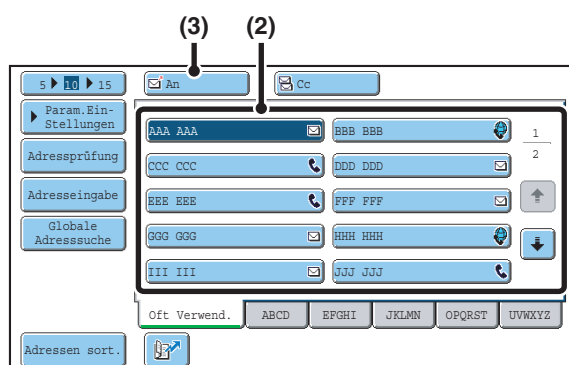 (3) (2)
5 10 15
An
Cc
Param.Ein-
Stellungen
Adressprüfung
Adresseingabe
Globale
Adresssuche
AAA AAA
BBB BBB
CCC CCC
DDD DDD
EEE EEE
FFF FFF
GGG GGG
HHH HHH
III III
JJJ JJJ
1
2
Oft Verwend. ABCD EFGHI JKLMN OPQRST UVWXYZ
Adressen sort.